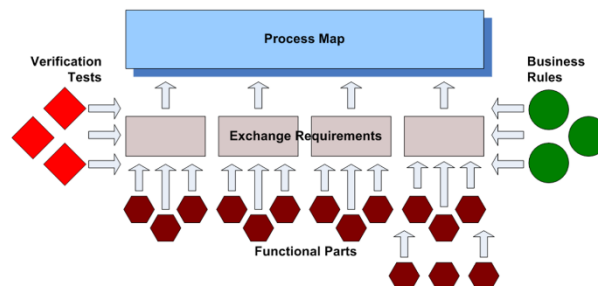 Process Map
Verification
Tests
Business
Rules
Exchange Requirements
Functional Parts